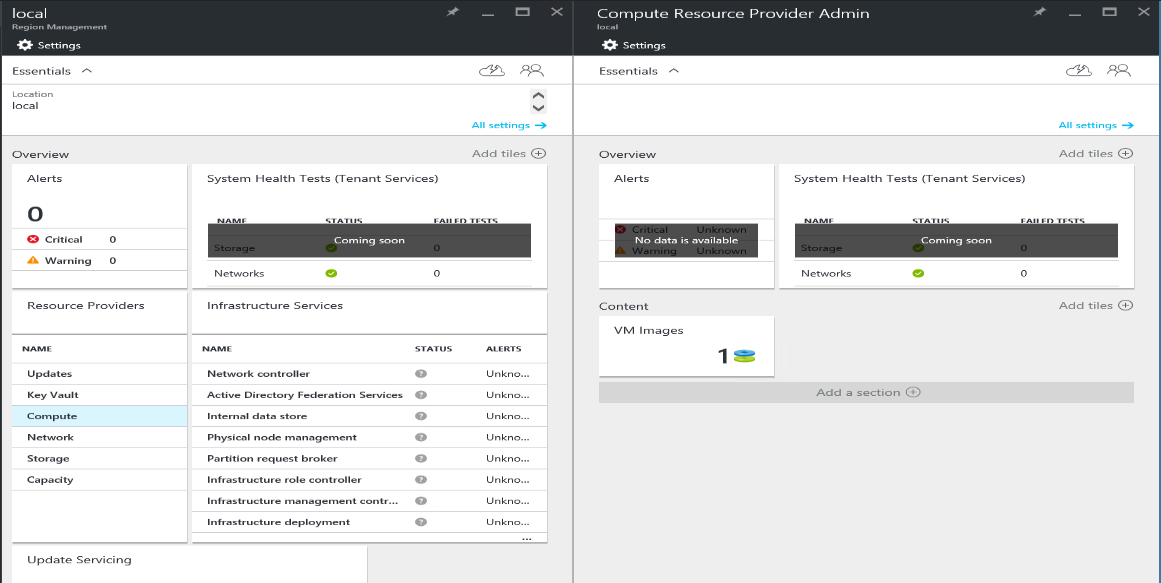 local
Region Management
Settings
Essentials
Location
local
All settings
Overview
Add tiles
Alerts
0
Critical 0
Warning 0
System Health Tests (Tenant Services)
NAME STATUS FAILED TESTS
Coming soon
Storage 0
Networks 0
Resource Providers
NAME
Updates
Key Vault
Compute
Network
Storage
Capacity
Infrastructure Services
NAME STATUS ALERTS
Network controller ? Unkno...
Active Directory Federation Services ? Unkno...
Internal data store ? Unkno...
Physical node management ? Unkno...
Partition request broker ? Unkno...
Infrastructure role controller ? Unkno...
Infrastructure management contr... ? Unkno...
Infrastructure deployment ? Unkno...
...
Update Servicing
Compute Resource Provider Admin
local
Settings
Essentials
All settings
Overview
Add tiles
Alerts
Critical Unknown
No data is available
Warning Unknown
System Health Tests (Tenant Services)
NAME STATUS FAILED TESTS
Coming soon
Storage 0
Networks 0
Content
Add tiles
VM Images
1
Add a section